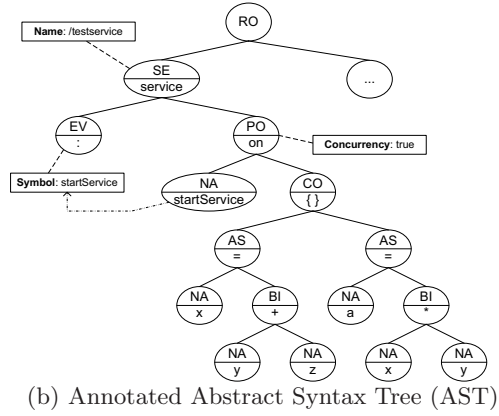 RO
Name: /testservice
SE
service
...
EV
:
PO
on
Concurrency: true
Symbol: startService
NA
startService
CO
{ }
AS
=
AS
=
NA
x
BI
+
NA
a
BI
*
NA
y
NA
z
NA
x
NA
y
(b) Annotated Abstract Syntax Tree (AST)